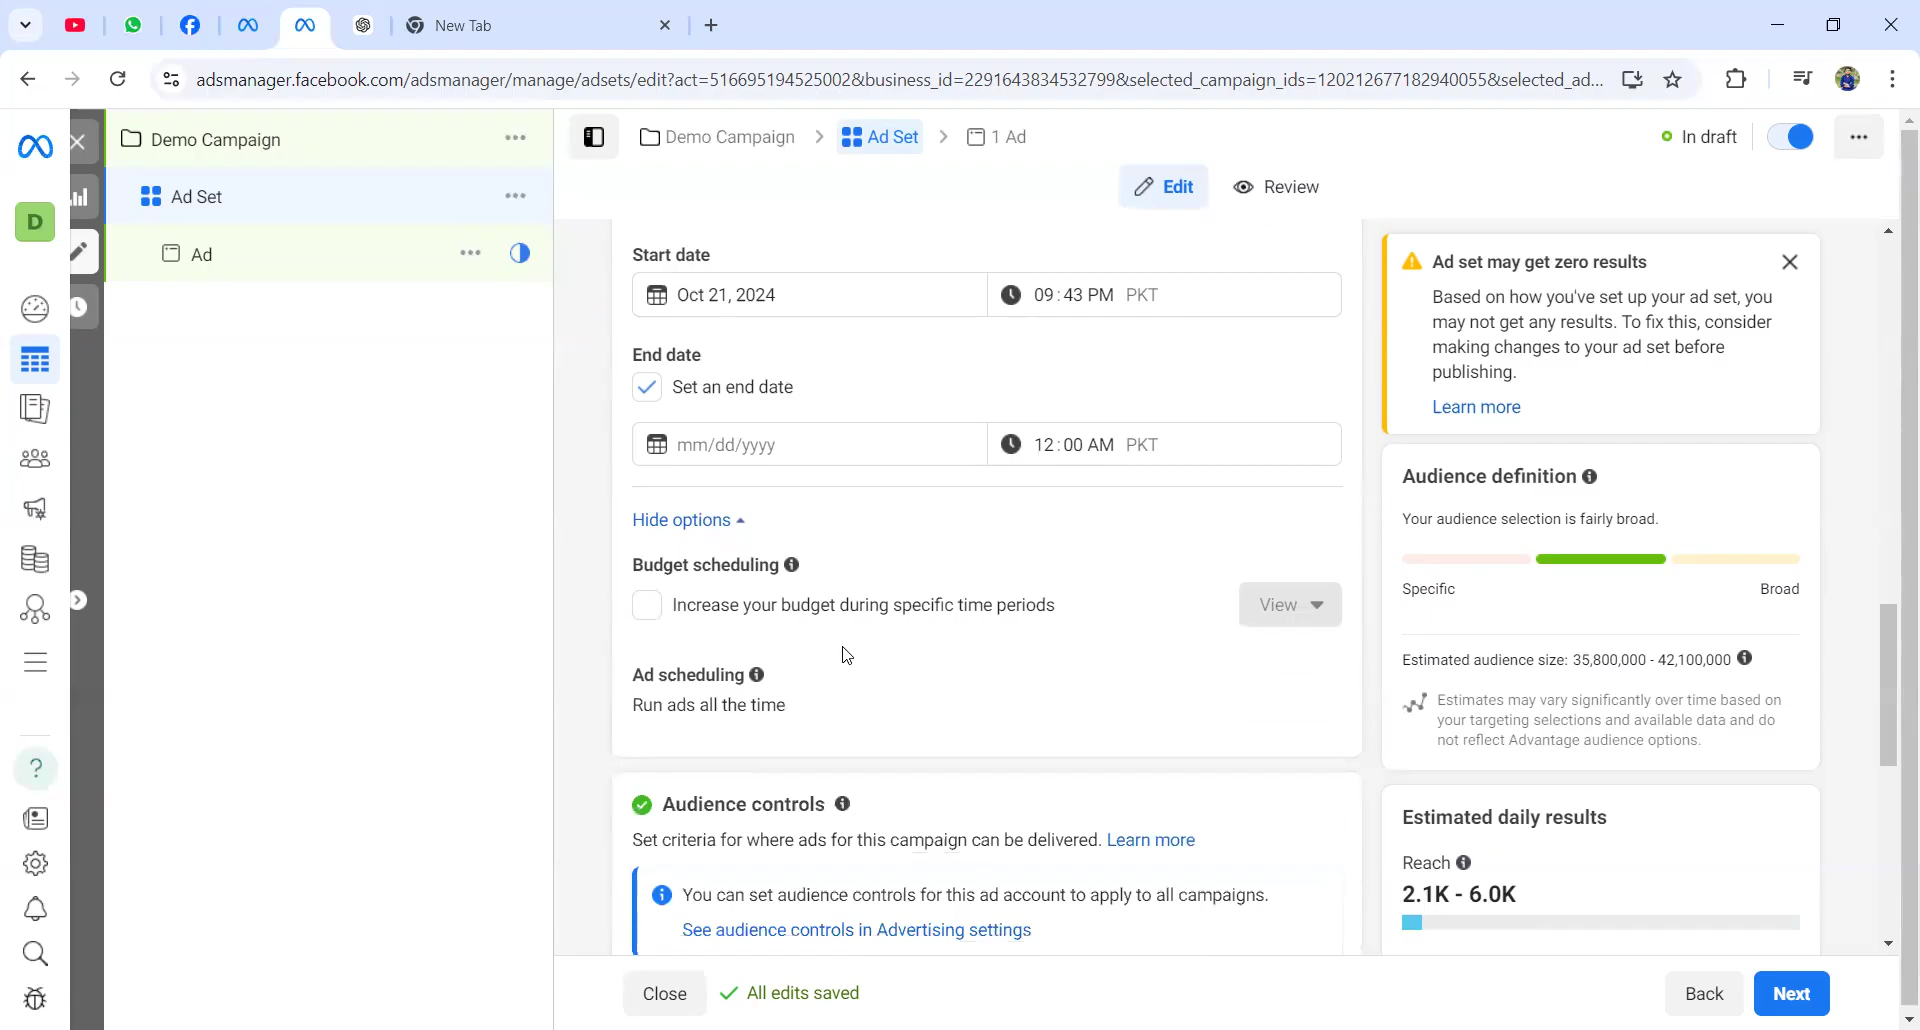 New Tab
adsmanager.facebook.com/adsmanager/manage/adsets/edit?act=516695194525002&business_id=2291643834532799&selected_campaign_ids=120212677182940055&selected_ad...
Demo Campaign
Demo Campaign
Ad Set
1 Ad
In draft
Edit
Review
D
Ad Set
Ad
Start date
Oct 21, 2024
09:43 PM PKT
End date
Set an end date
mm/dd/yyyy
12:00 AM PKT
Hide options
Budget scheduling
Increase your budget during specific time periods
View
Ad scheduling
Run ads all the time
Audience controls
Set criteria for where ads for this campaign can be delivered. Learn more
You can set audience controls for this ad account to apply to all campaigns.
See audience controls in Advertising settings
Ad set may get zero results
Based on how you've set up your ad set, you
may not get any results. To fix this, consider
making changes to your ad set before
publishing.
Learn more
Audience definition
Your audience selection is fairly broad.
Specific
Broad
Estimated audience size: 35,800,000 - 42,100,000
Estimates may vary significantly over time based on
your targeting selections and available data and do
not reflect Advantage audience options.
Estimated daily results
Reach
2.1K - 6.0K
Close
All edits saved
Back
Next